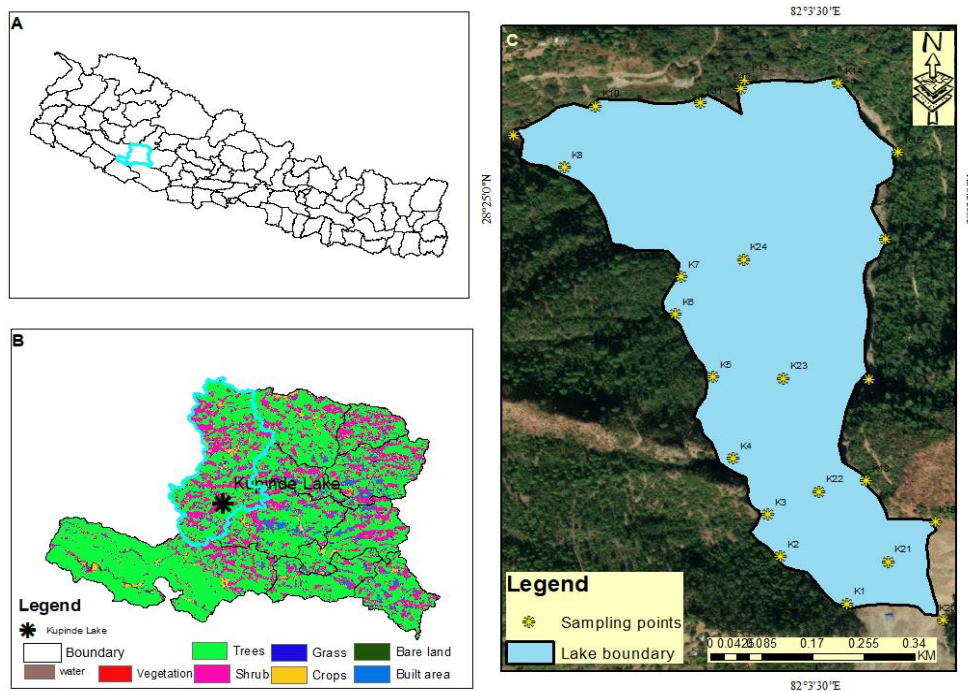 A
B
Kupinde Lake
Legend
Kupinde Lake
Boundary
water
Vegetation
Trees
Shrub
Grass
Crops
Bare land
Built area
82°3'30"E
C
N
28°25'0"N
K13
K10
K8
K24
K7
K6
K5
K23
K4
K22
K3
K2
K21
K1
Legend
Sampling points
Lake boundary
0 0.0425 0.085 0.17 0.255 0.34
KM
82°3'30"E